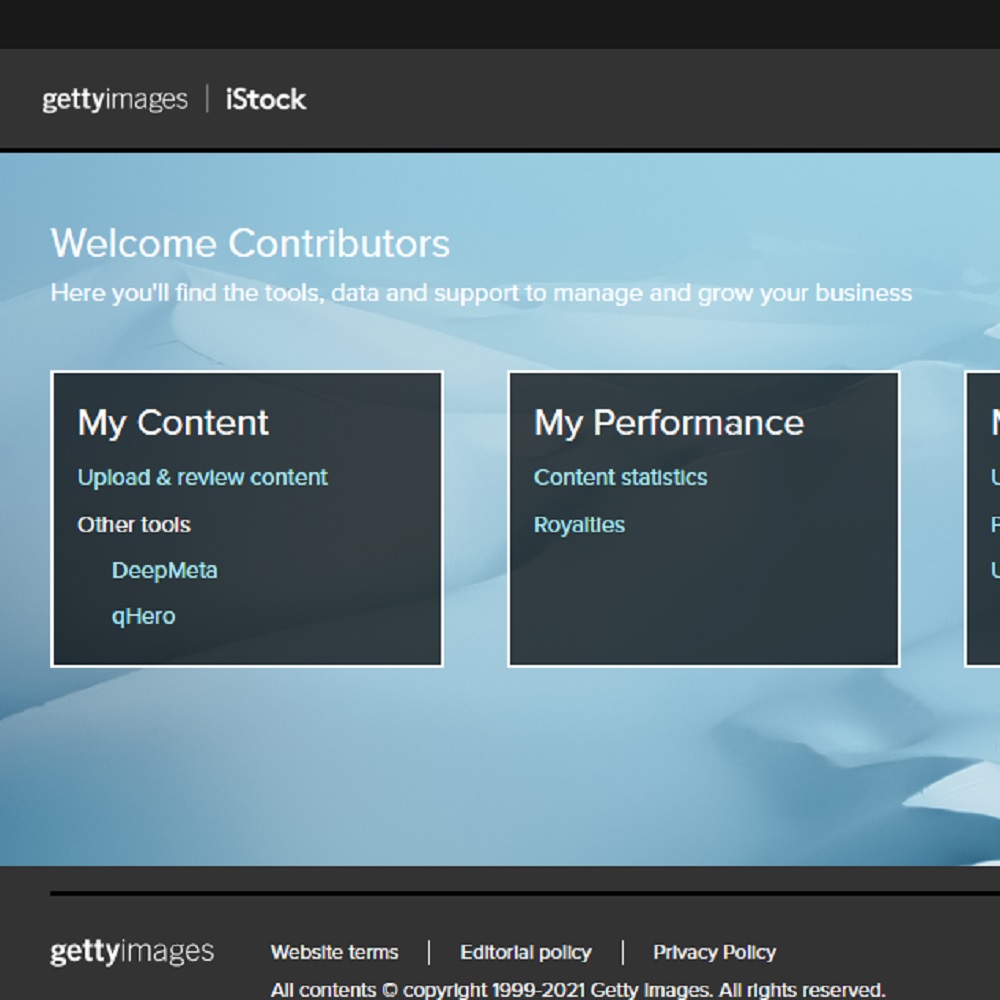 gettyimages | iStock
Welcome Contributors
Here you'll find the tools, data and support to manage and grow your business
My Content
Upload & review content
Other tools
DeepMeta
qHero
My Performance
Content statistics
Royalties
gettyimages
Website terms | Editorial policy | Privacy Policy
All contents © copyright 1999-2021 Getty Images. All rights reserved.